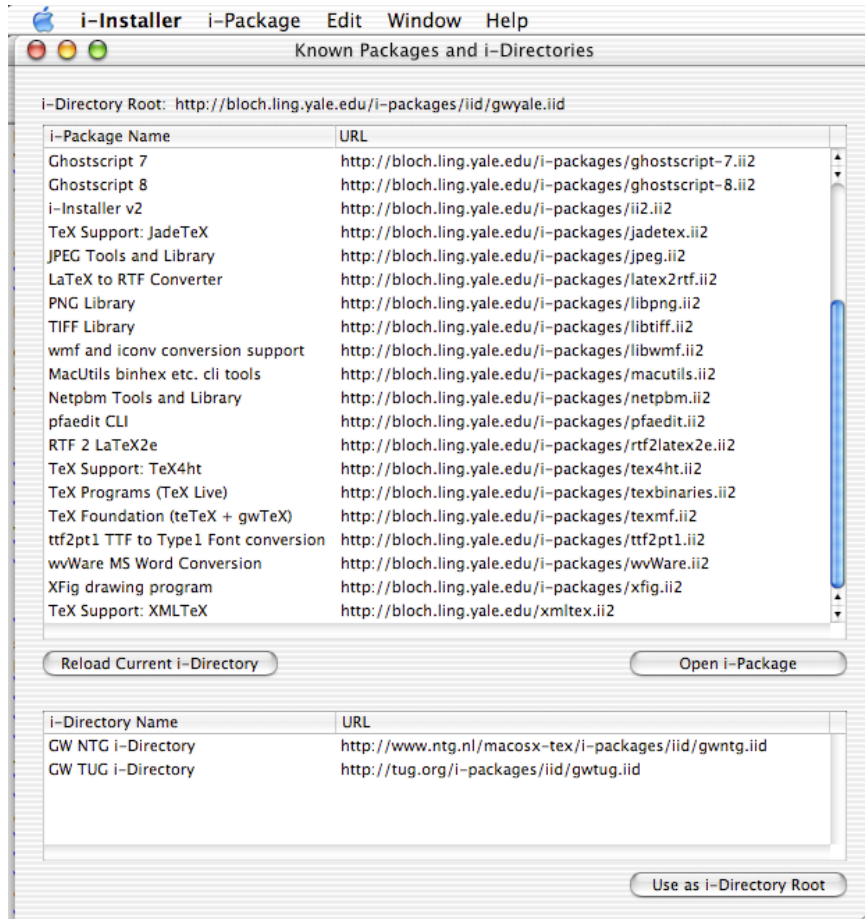 i-Installer i-Package Edit Window Help
Known Packages and i-Directories
i-Directory Root: http://bloch.ling.yale.edu/i-packages/iid/gwyale.iid
i-Package Name URL
Ghostscript 7 http://bloch.ling.yale.edu/i-packages/ghostscript-7.ii2
Ghostscript 8 http://bloch.ling.yale.edu/i-packages/ghostscript-8.ii2
i-Installer v2 http://bloch.ling.yale.edu/i-packages/ii2.ii2
TeX Support: JadeTeX http://bloch.ling.yale.edu/i-packages/jadetex.ii2
JPEG Tools and Library http://bloch.ling.yale.edu/i-packages/jpeg.ii2
LaTeX to RTF Converter http://bloch.ling.yale.edu/i-packages/latex2rtf.ii2
PNG Library http://bloch.ling.yale.edu/i-packages/libpng.ii2
TIFF Library http://bloch.ling.yale.edu/i-packages/libtiff.ii2
wmf and iconv conversion support http://bloch.ling.yale.edu/i-packages/libwmf.ii2
MacUtils binhex etc. cli tools http://bloch.ling.yale.edu/i-packages/macutils.ii2
Netpbm Tools and Library http://bloch.ling.yale.edu/i-packages/netpbm.ii2
pfaedit CLI http://bloch.ling.yale.edu/i-packages/pfaedit.ii2
RTF 2 LaTeX2e http://bloch.ling.yale.edu/i-packages/rtf2latex2e.ii2
TeX Support: TeX4ht http://bloch.ling.yale.edu/i-packages/tex4ht.ii2
TeX Programs (TeX Live) http://bloch.ling.yale.edu/i-packages/texbinaries.ii2
TeX Foundation (teTeX + gwTeX) http://bloch.ling.yale.edu/i-packages/texmf.ii2
ttf2pt1 TTF to Type1 Font conversion http://bloch.ling.yale.edu/i-packages/ttf2pt1.ii2
wvWare MS Word Conversion http://bloch.ling.yale.edu/i-packages/wvWare.ii2
XFig drawing program http://bloch.ling.yale.edu/i-packages/xfig.ii2
TeX Support: XMLTeX http://bloch.ling.yale.edu/xmltex.ii2
Reload Current i-Directory Open i-Package
i-Directory Name URL
GW NTG i-Directory http://www.ntg.nl/macosx-tex/i-packages/iid/gwntg.iid
GW TUG i-Directory http://tug.org/i-packages/iid/gwtug.iid
Use as i-Directory Root